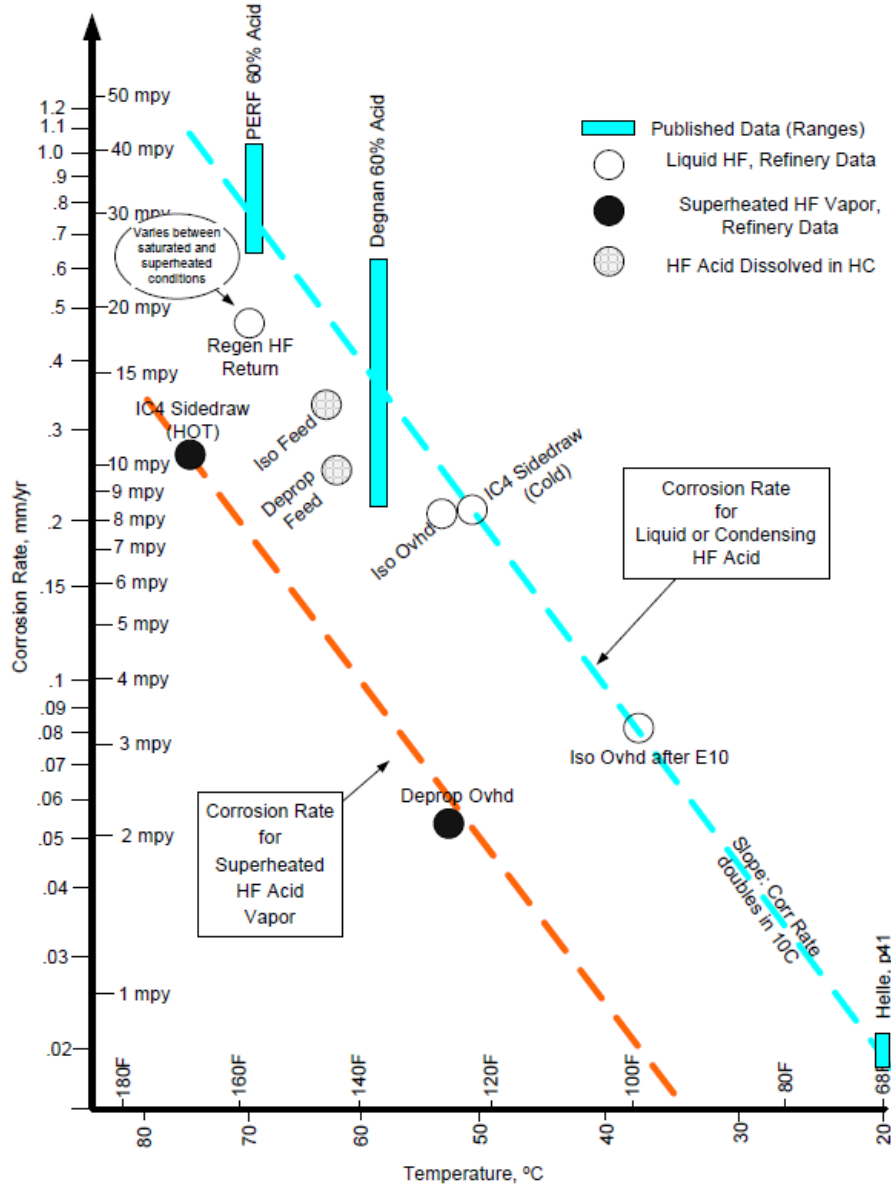 50 mpy
40 mpy
30 mpy
20 mpy
15 mpy
10 mpy
9 mpy
8 mpy
7 mpy
6 mpy
5 mpy
4 mpy
3 mpy
2 mpy
1 mpy
1.2
1.1
1.0
.9
.8
.7
.6
.5
.4
.3
.2
.15
.1
.09
.08
.07
.06
.05
.04
.03
.02
Corrosion Rate, mm/yr
PERF 60% Acid
Degnan 60% Acid
Published Data (Ranges)
Liquid HF, Refinery Data
Superheated HF Vapor,
Refinery Data
HF Acid Dissolved in HC
Varies between
saturated and
superheated
conditions
Regen HF
Return
IC4 Sidedraw
(HOT)
Iso Feed
Deprop
Feed
Iso Ovhd
IC4 Sidedraw
(Cold)
Corrosion Rate
for
Liquid or Condensing
HF Acid
Iso Ovhd after E10
Deprop Ovhd
Corrosion Rate
for
Superheated
HF Acid
Vapor
Slope: Corr Rate
doubles in 10C
Helle, p41
180F
160F
140F
120F
100F
80F
68F
80
70
60
50
40
30
20
Temperature, ºC